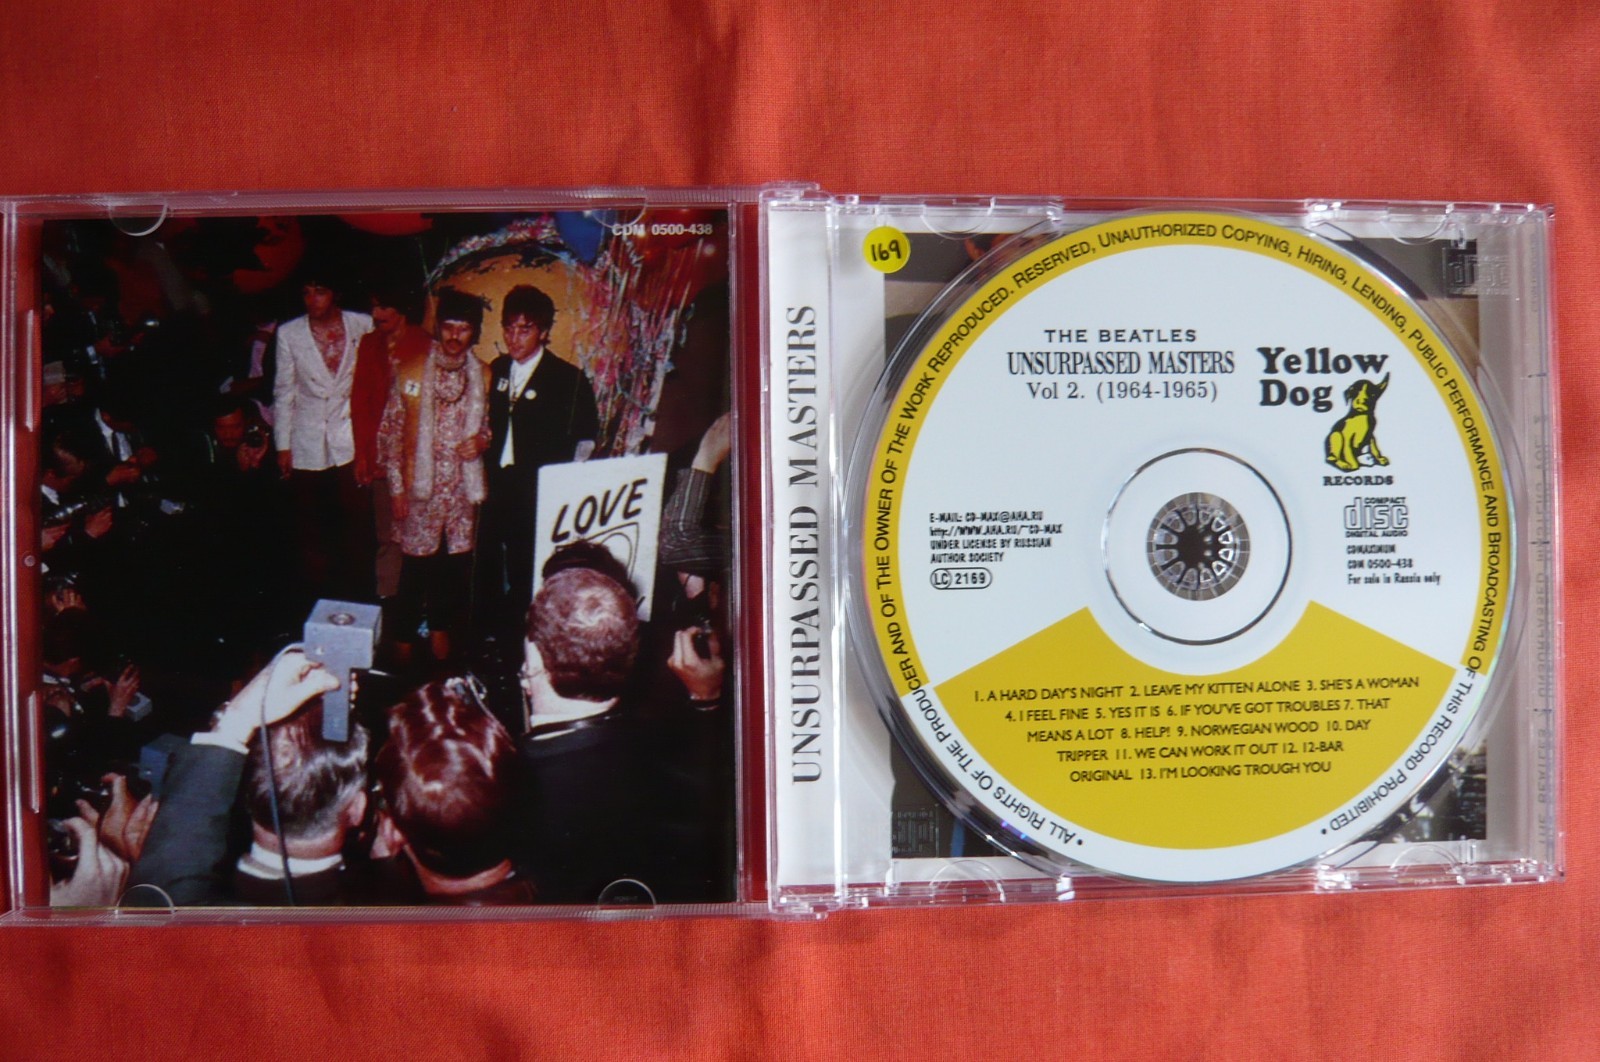 CDM 0500-438
LOVE
UNSURPASSED MASTERS
169
THE BEATLES
UNSURPASSED MASTERS
Vol 2. (1964-1965)
Yellow
Dog
RECORDS
E-MAIL: CD-MAX@AHA.RU
http://WWW.AHA.RU/~CD-MAX
UNDER LICENSE BY RUSSIAN
AUTHOR SOCIETY
LC 2169
COMPACT
disc
DIGITAL AUDIO
CDMAXIMUM
CDM 0500-438
For sale in Russia only
1. A HARD DAY'S NIGHT 2. LEAVE MY KITTEN ALONE 3. SHE'S A WOMAN
4. I FEEL FINE 5. YES IT IS 6. IF YOU'VE GOT TROUBLES 7. THAT
MEANS A LOT 8. HELP! 9. NORWEGIAN WOOD 10. DAY
TRIPPER 11. WE CAN WORK IT OUT 12. 12-BAR
ORIGINAL 13. I'M LOOKING TROUGH YOU
• ALL RIGHTS OF THE PRODUCER AND OF THE OWNER OF THE WORK REPRODUCED. RESERVED, UNAUTHORIZED COPYING, HIRING, LENDING, PUBLIC PERFORMANCE AND BROADCASTING OF THIS RECORD PROHIBITED •
disc